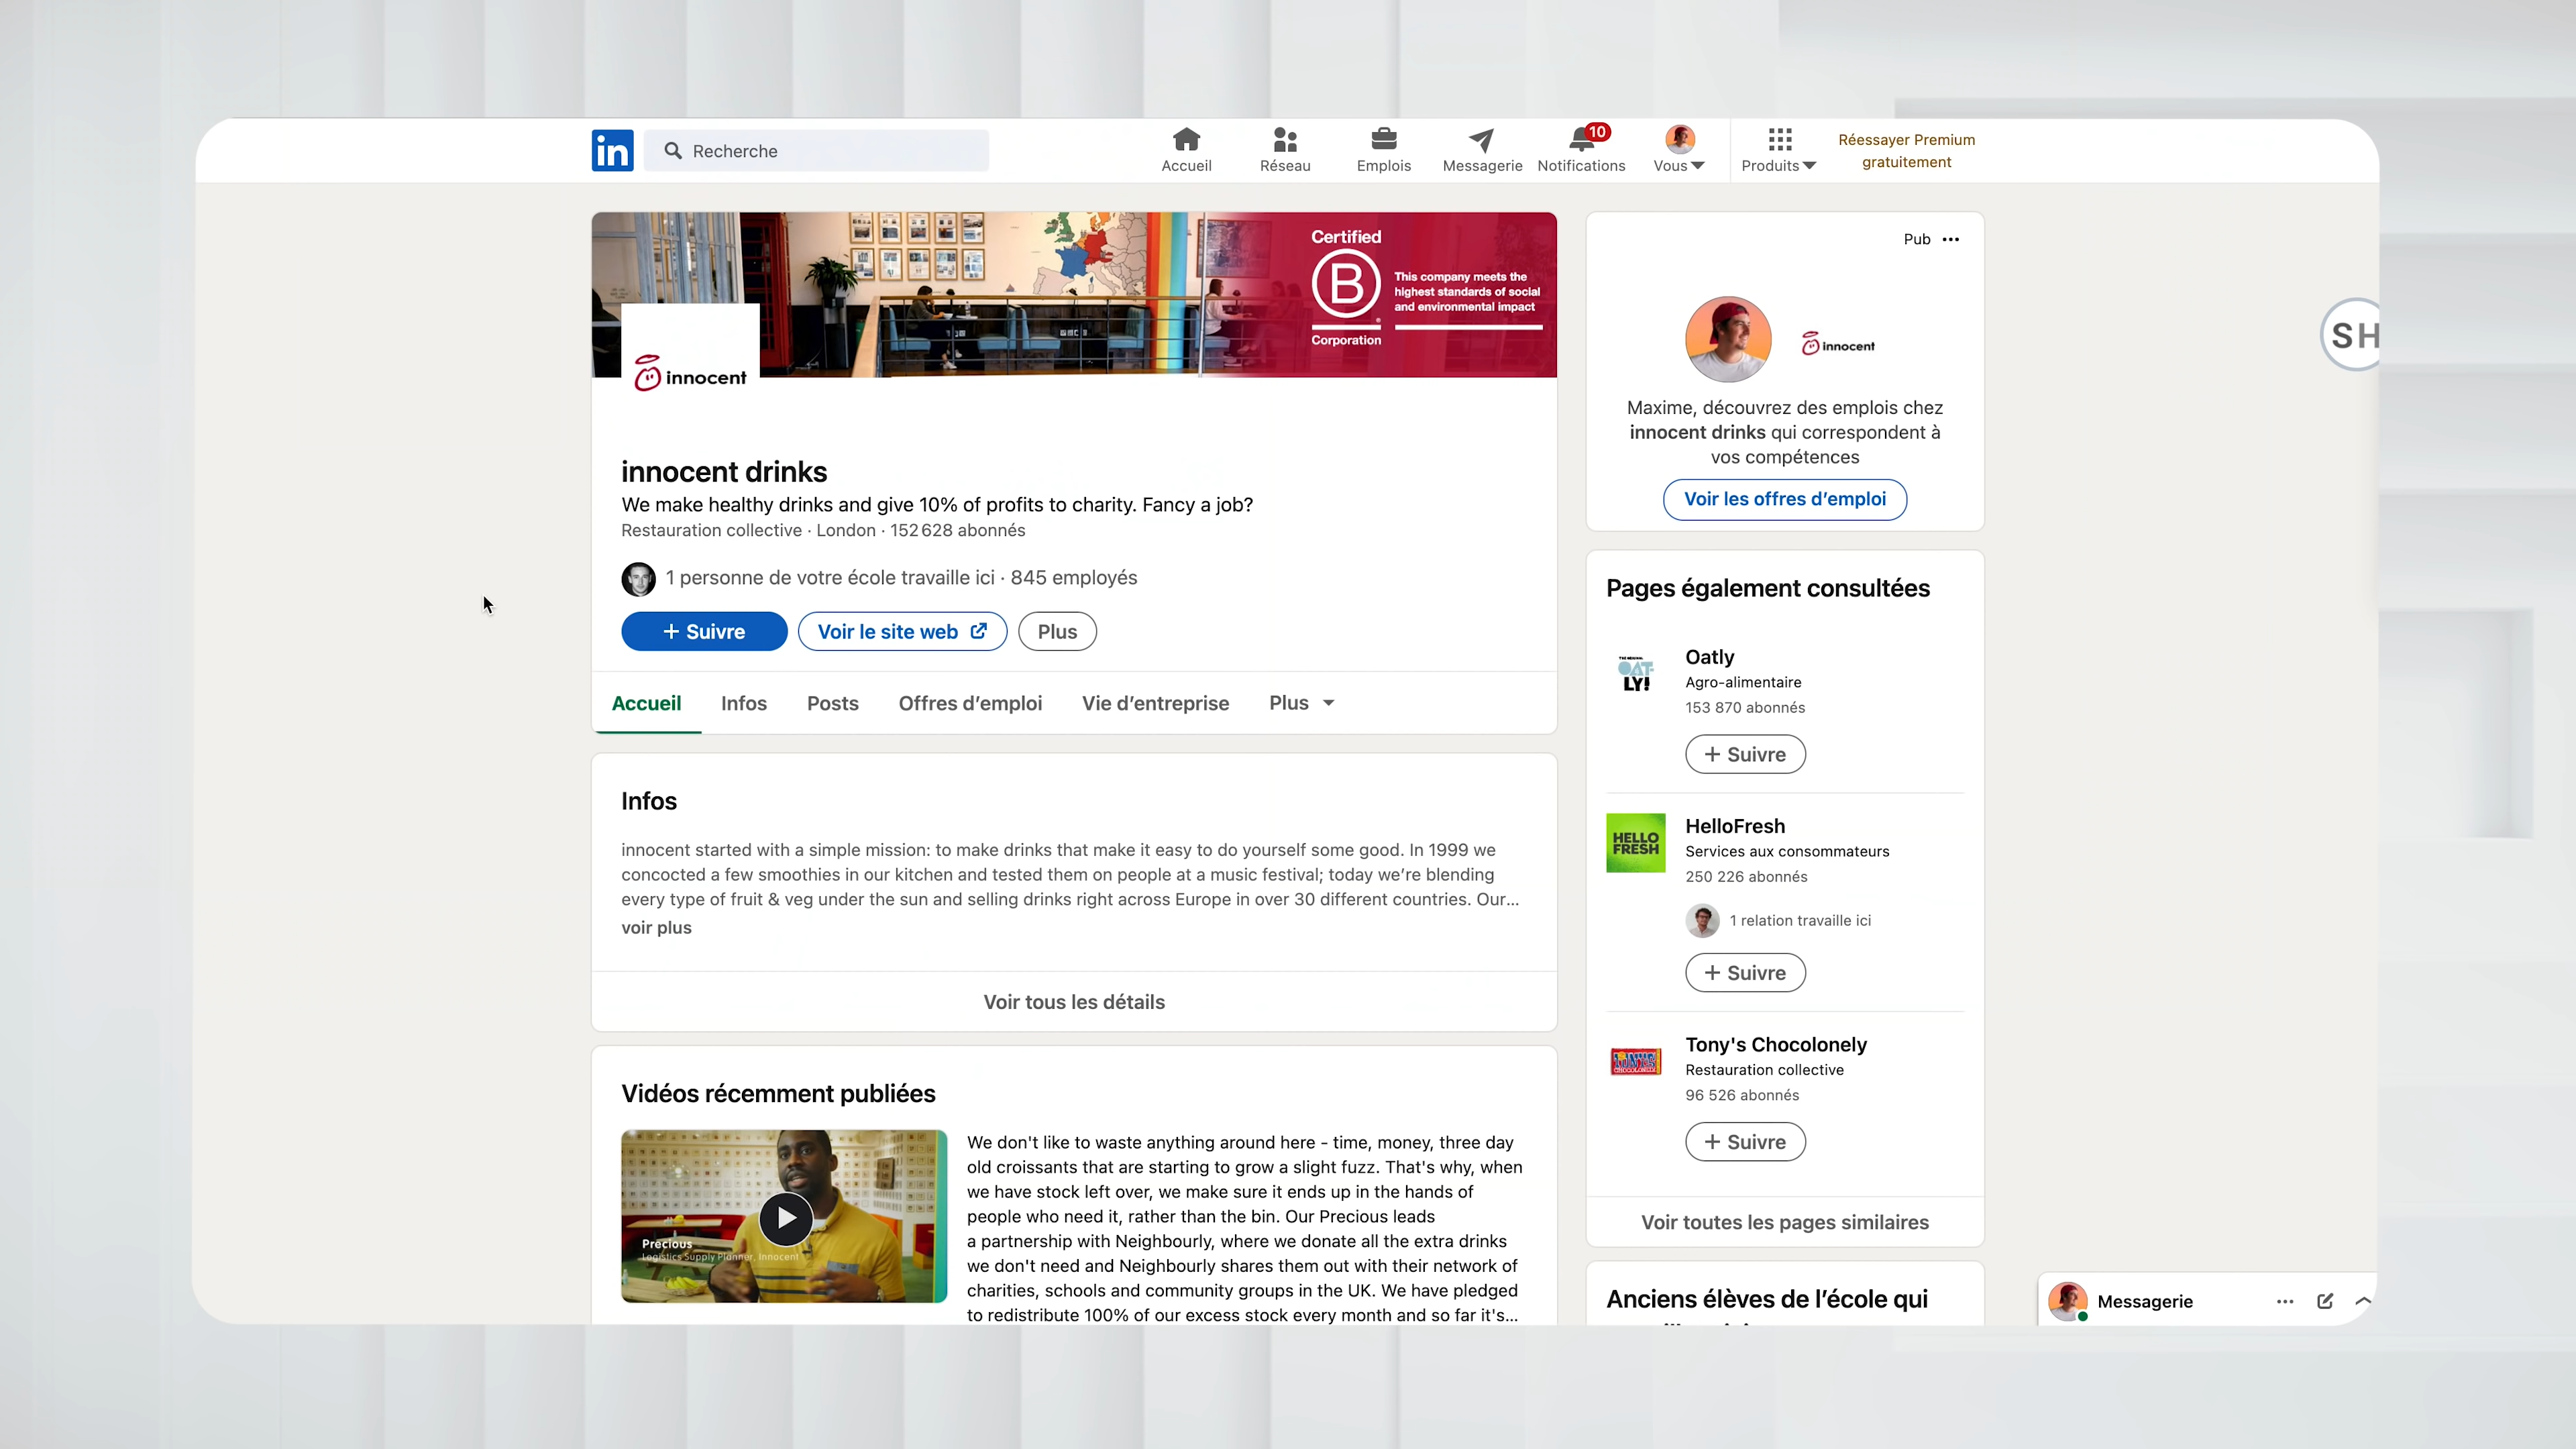 in
Recherche
Accueil
Réseau
Emplois
Messagerie
10
Notifications
Vous
Produits
Réessayer Premium
gratuitement
Certified
B
®
Corporation
This company meets the
highest standards of social
and environmental impact
innocent
innocent drinks
We make healthy drinks and give 10% of profits to charity. Fancy a job?
Restauration collective · London · 152 628 abonnés
1 personne de votre école travaille ici · 845 employés
+ Suivre
Voir le site web
Plus
Accueil
Infos
Posts
Offres d’emploi
Vie d’entreprise
Plus
Infos
innocent started with a simple mission: to make drinks that make it easy to do yourself some good. In 1999 we
concocted a few smoothies in our kitchen and tested them on people at a music festival; today we’re blending
every type of fruit & veg under the sun and selling drinks right across Europe in over 30 different countries. Our...
voir plus
Voir tous les détails
Vidéos récemment publiées
Precious
Logistics Supply Planner, Innocent
We don't like to waste anything around here - time, money, three day
old croissants that are starting to grow a slight fuzz. That's why, when
we have stock left over, we make sure it ends up in the hands of
people who need it, rather than the bin. Our Precious leads
a partnership with Neighbourly, where we donate all the extra drinks
we don't need and Neighbourly shares them out with their network of
charities, schools and community groups in the UK. We have pledged
to redistribute 100% of our excess stock every month and so far it's...
Pub
innocent
Maxime, découvrez des emplois chez
innocent drinks qui correspondent à
vos compétences
Voir les offres d’emploi
Pages également consultées
THE ORIGINAL
OAT-
LY!
Oatly
Agro-alimentaire
153 870 abonnés
+ Suivre
HELLO
FRESH
HelloFresh
Services aux consommateurs
250 226 abonnés
1 relation travaille ici
+ Suivre
TONY'S
CHOCOLONELY
Tony's Chocolonely
Restauration collective
96 526 abonnés
+ Suivre
Voir toutes les pages similaires
Anciens élèves de l’école qui
SH
Messagerie